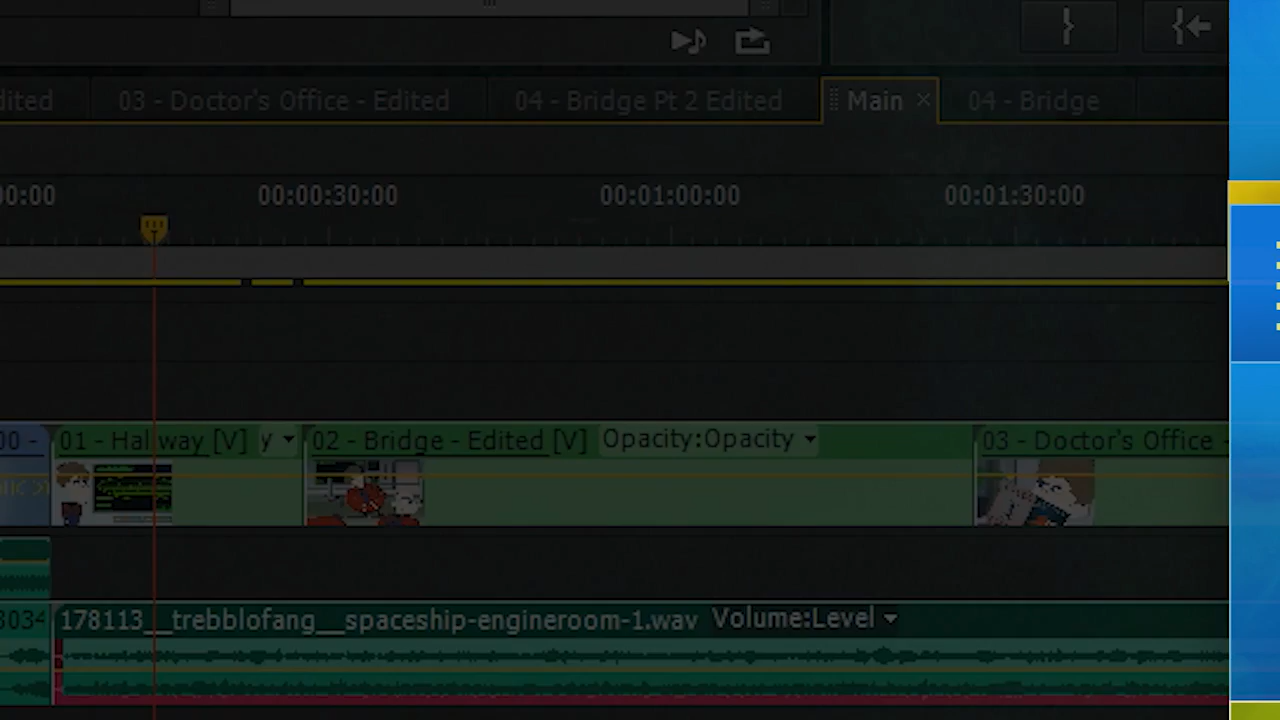 dited 03 - Doctor's Office - Edited 04 - Bridge Pt 2 Edited Main × 04 - Bridge
00:00 00:00:30:00 00:01:00:00 00:01:30:00
00 - 01 - Hallway [V] y 02 - Bridge - Edited [V] Opacity:Opacity 03 - Doctor's Office -
8034 178113__trebblofang__spaceship-engineroom-1.wav Volume:Level